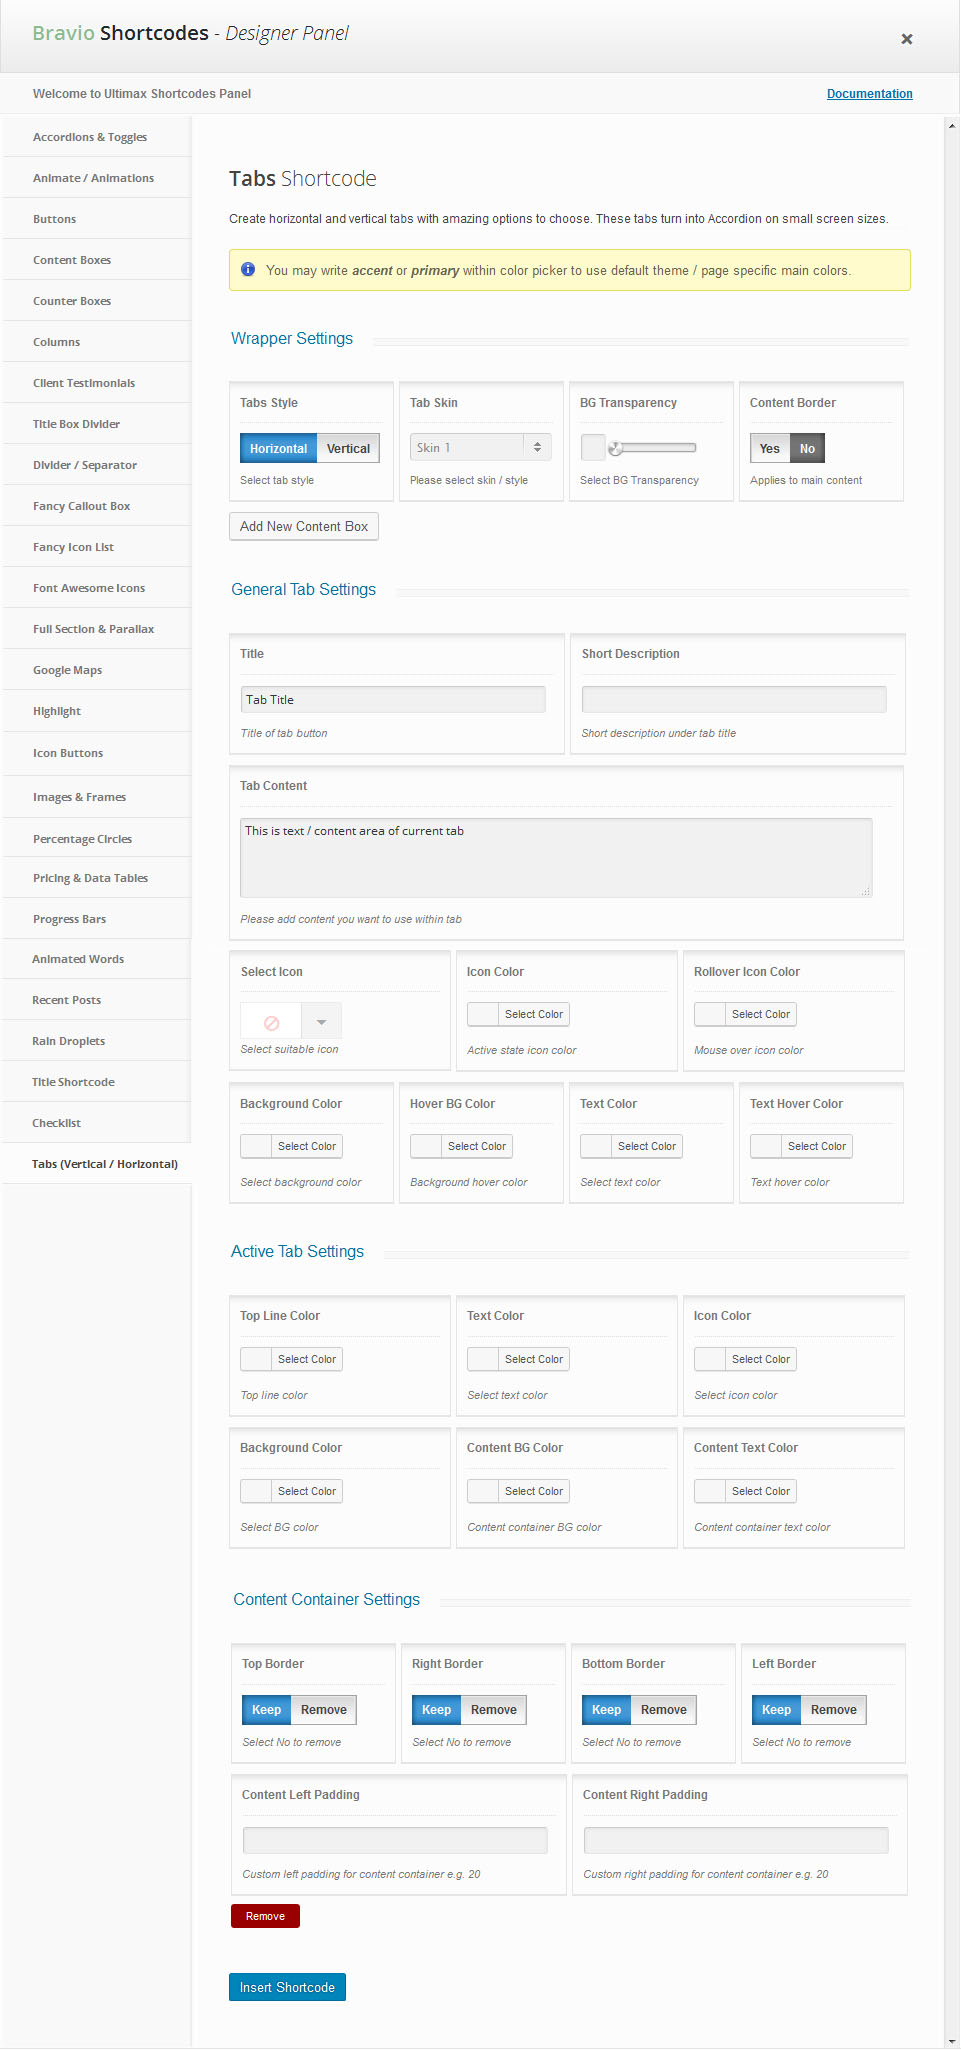 Bravio Shortcodes - Designer Panel
Welcome to Ultimax Shortcodes Panel
Documentation
Accordions & Toggles
Animate / Animations
Buttons
Content Boxes
Counter Boxes
Columns
Client Testimonials
Title Box Divider
Divider / Separator
Fancy Callout Box
Fancy Icon List
Font Awesome Icons
Full Section & Parallax
Google Maps
Highlight
Icon Buttons
Images & Frames
Percentage Circles
Pricing & Data Tables
Progress Bars
Animated Words
Recent Posts
Rain Droplets
Title Shortcode
Checklist
Tabs (Vertical / Horizontal)
Tabs Shortcode
Create horizontal and vertical tabs with amazing options to choose. These tabs turn into Accordion on small screen sizes.
You may write accent or primary within color picker to use default theme / page specific main colors.
Wrapper Settings
Tabs Style
Horizontal Vertical
Select tab style
Tab Skin
Skin 1
Please select skin / style
BG Transparency
Select BG Transparency
Content Border
Yes No
Applies to main content
Add New Content Box
General Tab Settings
Title
Tab Title
Title of tab button
Short Description
Short description under tab title
Tab Content
This is text / content area of current tab
Please add content you want to use within tab
Select Icon
Select suitable icon
Icon Color
Select Color
Active state icon color
Rollover Icon Color
Select Color
Mouse over icon color
Background Color
Select Color
Select background color
Hover BG Color
Select Color
Background hover color
Text Color
Select Color
Select text color
Text Hover Color
Select Color
Text hover color
Active Tab Settings
Top Line Color
Select Color
Top line color
Text Color
Select Color
Select text color
Icon Color
Select Color
Select icon color
Background Color
Select Color
Select BG color
Content BG Color
Select Color
Content container BG color
Content Text Color
Select Color
Content container text color
Content Container Settings
Top Border
Keep Remove
Select No to remove
Right Border
Keep Remove
Select No to remove
Bottom Border
Keep Remove
Select No to remove
Left Border
Keep Remove
Select No to remove
Content Left Padding
Custom left padding for content container e.g. 20
Content Right Padding
Custom right padding for content container e.g. 20
Remove
Insert Shortcode